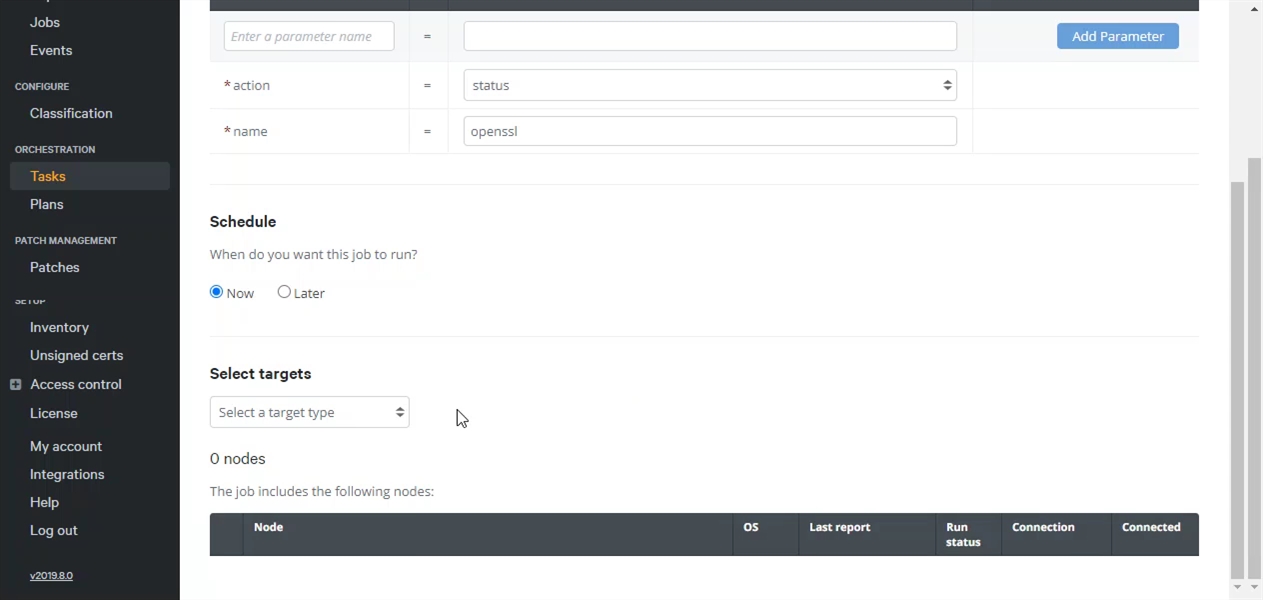 Jobs
Events
CONFIGURE
Classification
ORCHESTRATION
Tasks
Plans
PATCH MANAGEMENT
Patches
SETUP
Inventory
Unsigned certs
Access control
License
My account
Integrations
Help
Log out
v2019.8.0
Enter a parameter name = Add Parameter
* action = status
* name = openssl
Schedule
When do you want this job to run?
Now Later
Select targets
Select a target type
0 nodes
The job includes the following nodes:
Node OS Last report Run status Connection Connected